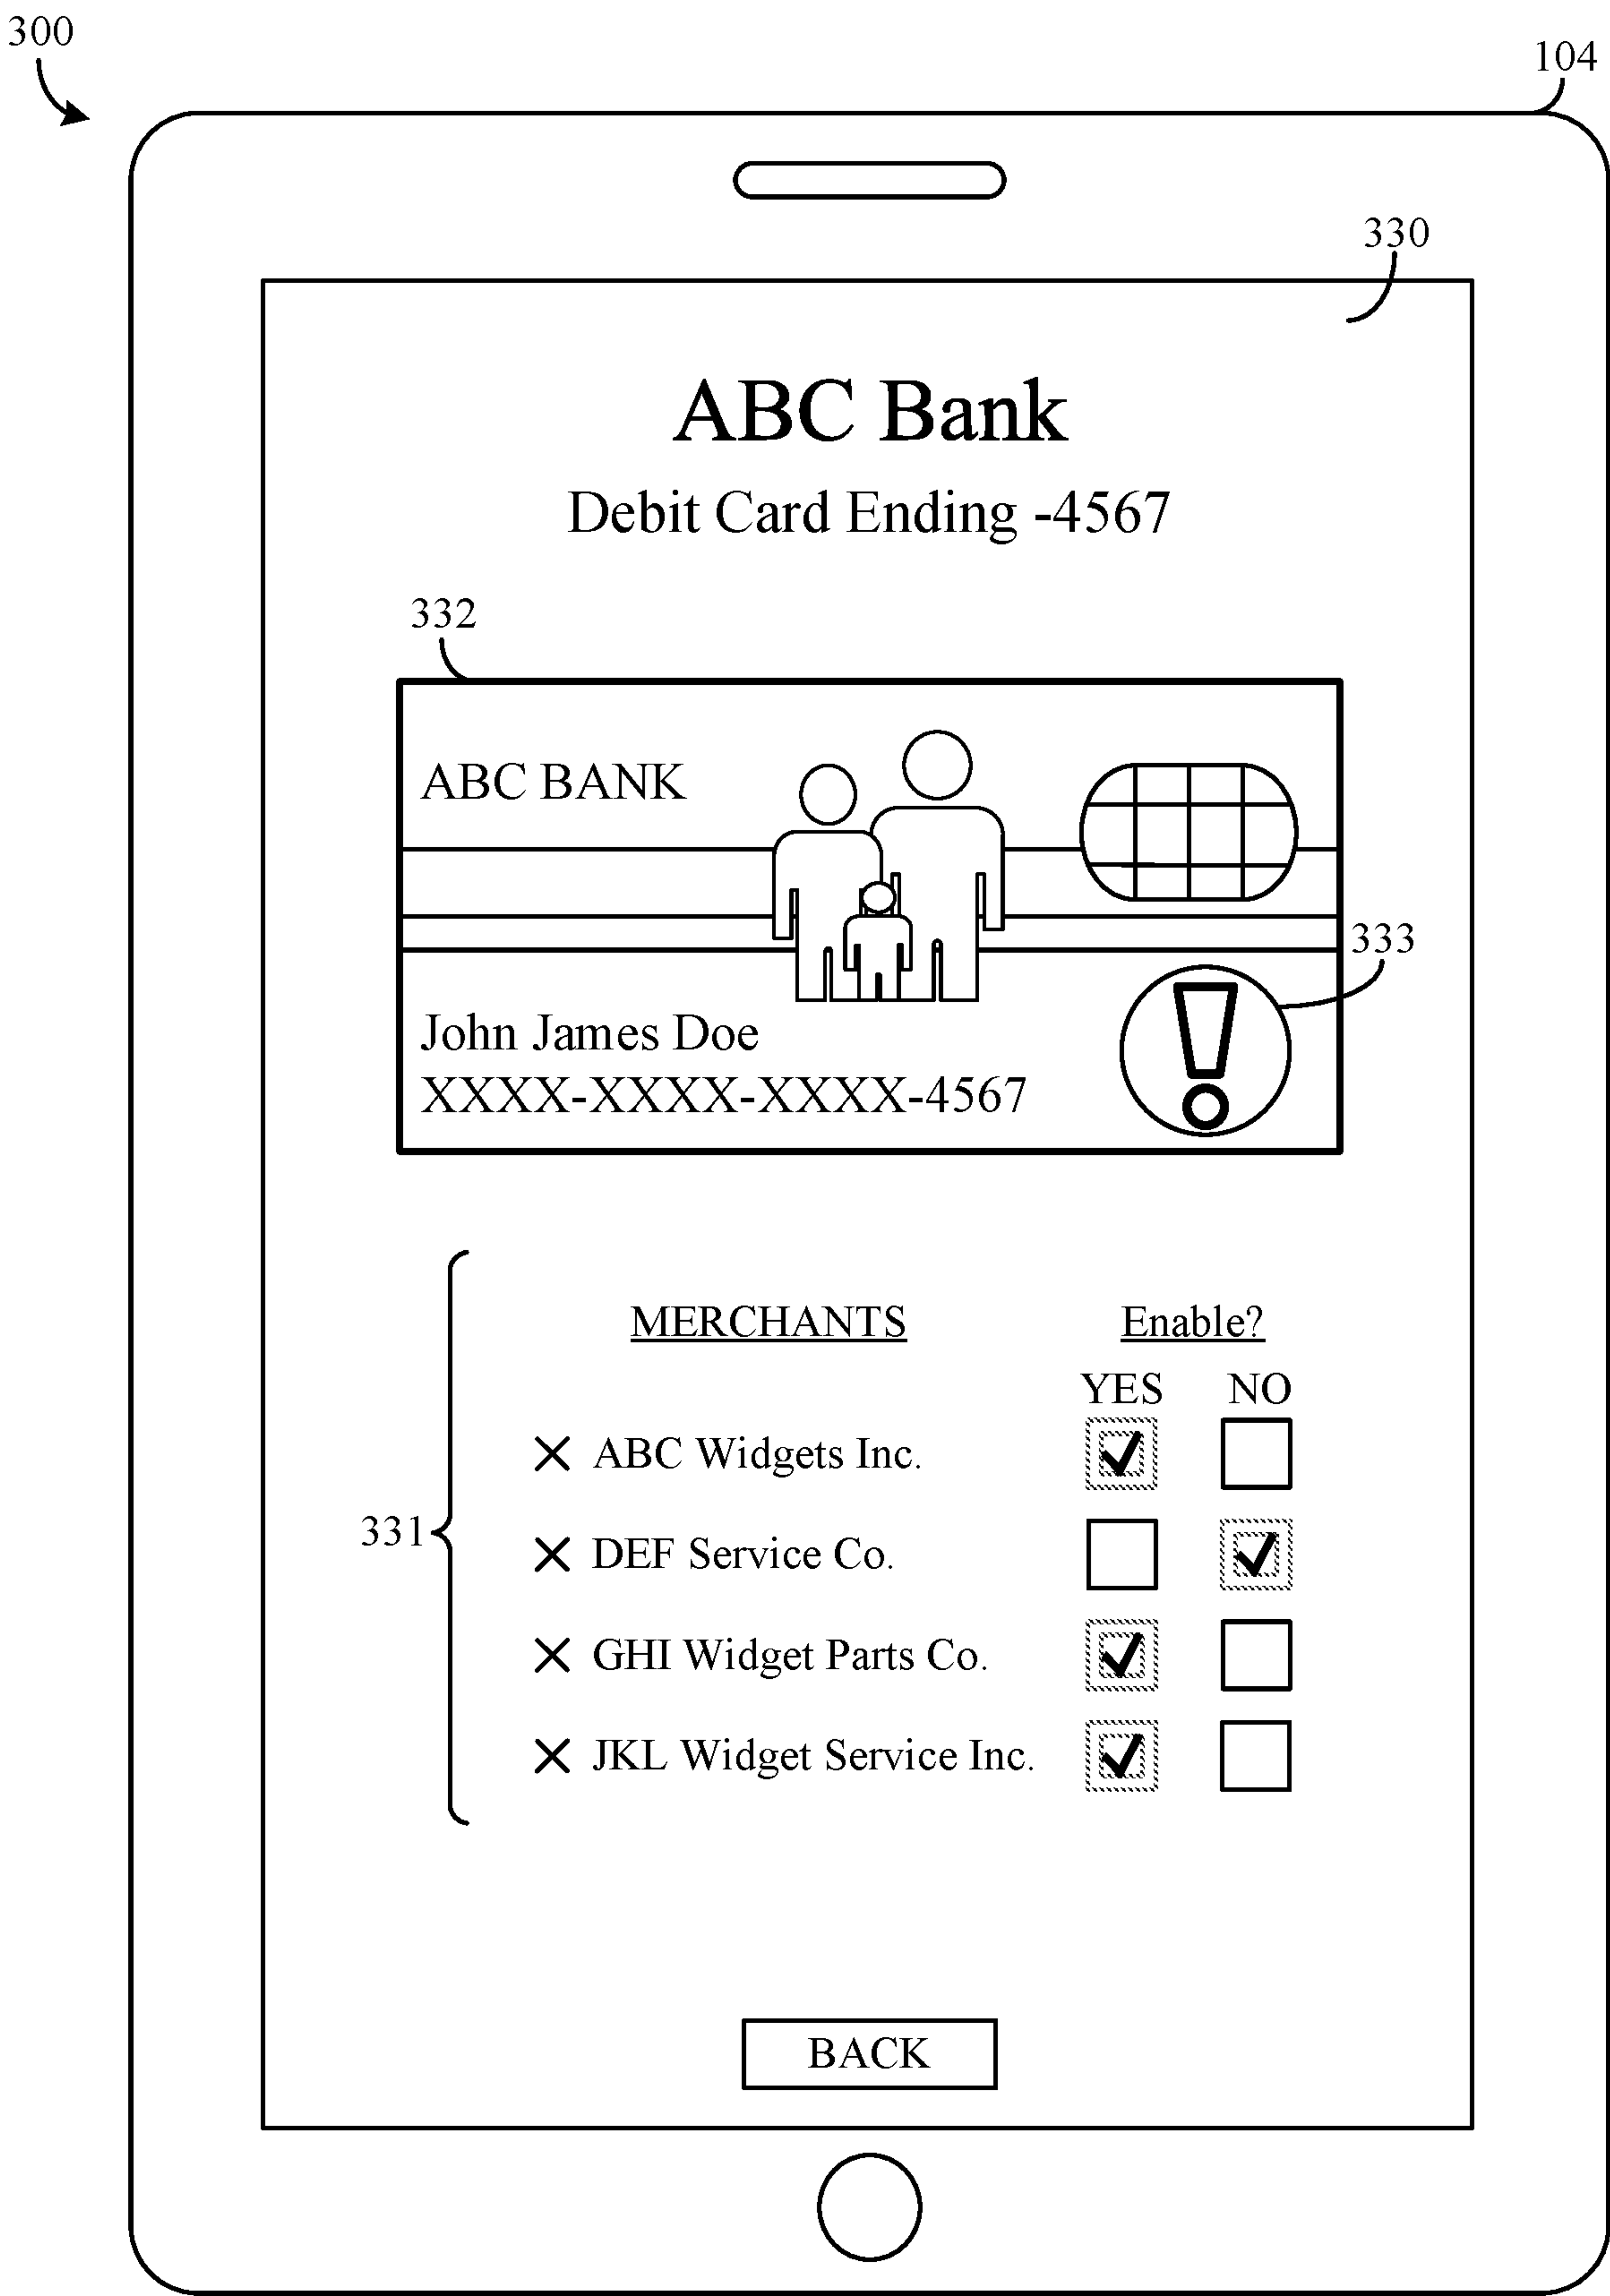 300
104
330
ABC Bank
Debit Card Ending -4567
332
ABC BANK
333
John James Doe
XXXX-XXXX-XXXX-4567
MERCHANTS Enable?
YES NO
ABC Widgets Inc.
331
DEF Service Co.
GHI Widget Parts Co.
JKL Widget Service Inc.
BACK